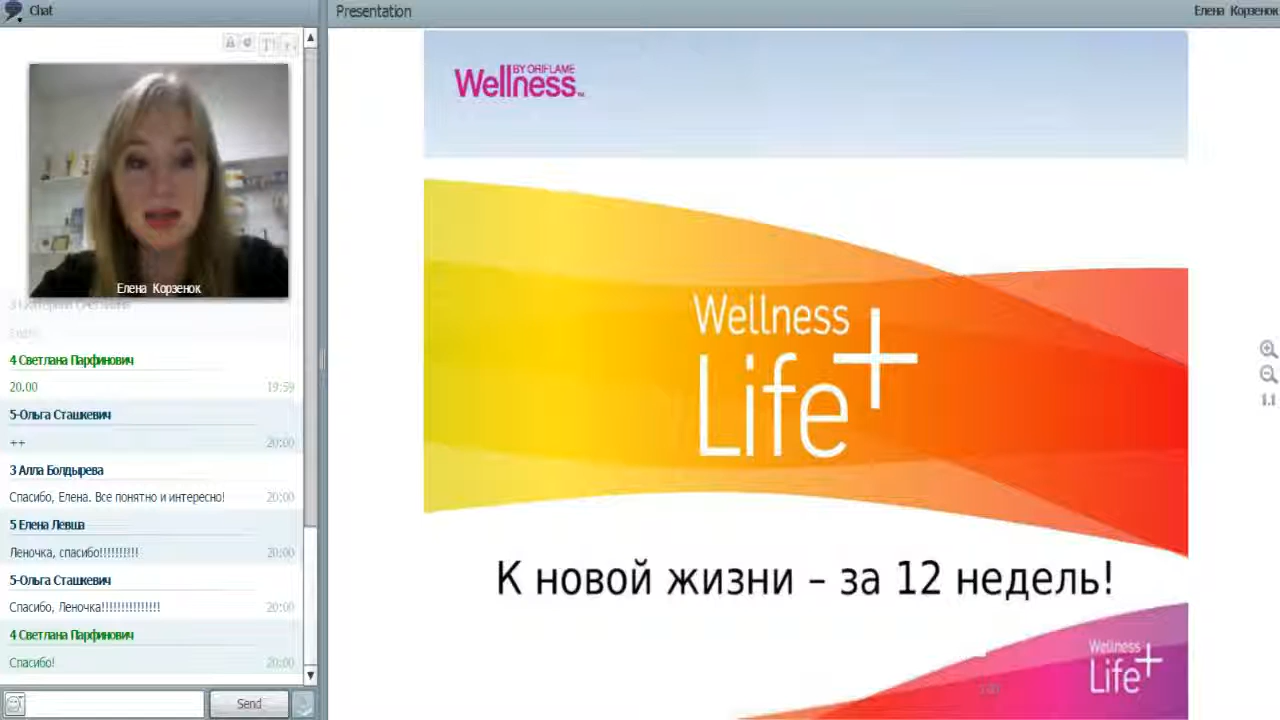 Chat
Елена Корзенок
4 Светлана Парфинович
20.00 19:59
5-Ольга Сташкевич
++ 20:00
3 Алла Болдырева
Спасибо, Елена. Все понятно и интересно! 20:00
5 Елена Левша
Леночка, спасибо!!!!!!!!!! 20:00
5-Ольга Сташкевич
Спасибо, Леночка!!!!!!!!!!!!!!! 20:00
4 Светлана Парфинович
Спасибо! 20:00
Send
Presentation
Елена Корзенок
BY ORIFLAME
Wellness
Wellness
Life+
К новой жизни – за 12 недель!
Wellness
Life+
1:1